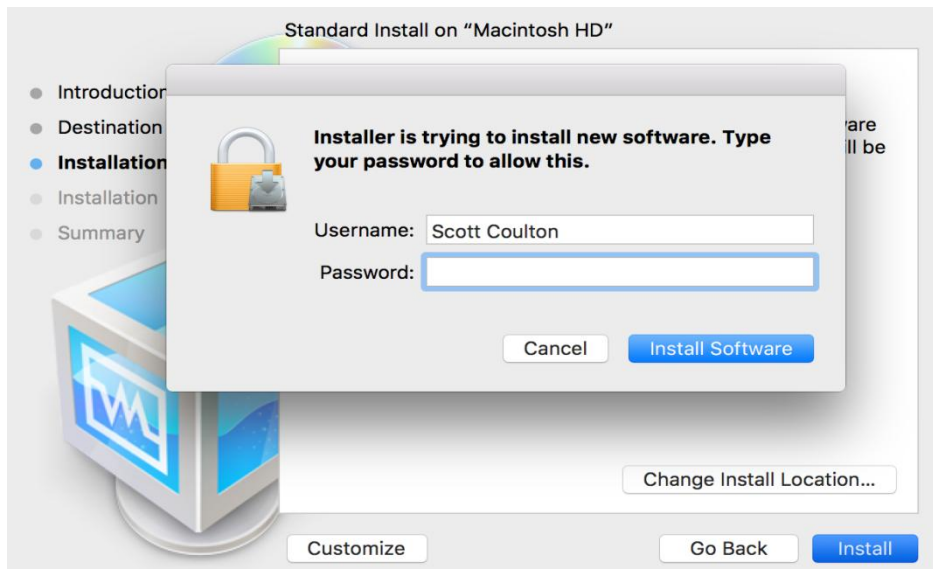 Standard Install on “Macintosh HD”
Introduction
Destination
Installation
Installation
Summary
Installer is trying to install new software. Type
your password to allow this.
Username: Scott Coulton
Password:
Cancel Install Software
Change Install Location...
Customize Go Back Install